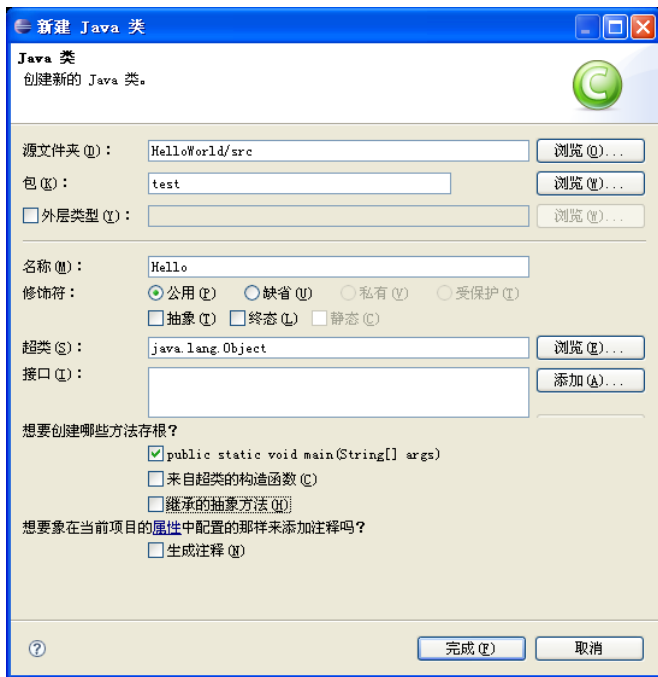 新建 Java 类
Java 类
创建新的 Java 类。
源文件夹(D)： HelloWorld/src 浏览(O)...
包(K)： test 浏览(W)...
外层类型(Y)： 浏览(W)...
名称(M)： Hello
修饰符： 公用(P) 缺省(U) 私有(V) 受保护(T)
抽象(T) 终态(L) 静态(C)
超类(S)： java.lang.Object 浏览(E)...
接口(I)： 添加(A)...
想要创建哪些方法存根？
public static void main(String[] args)
来自超类的构造函数(C)
继承的抽象方法(H)
想要象在当前项目的属性中配置的那样来添加注释吗？
生成注释(N)
? 完成(F) 取消